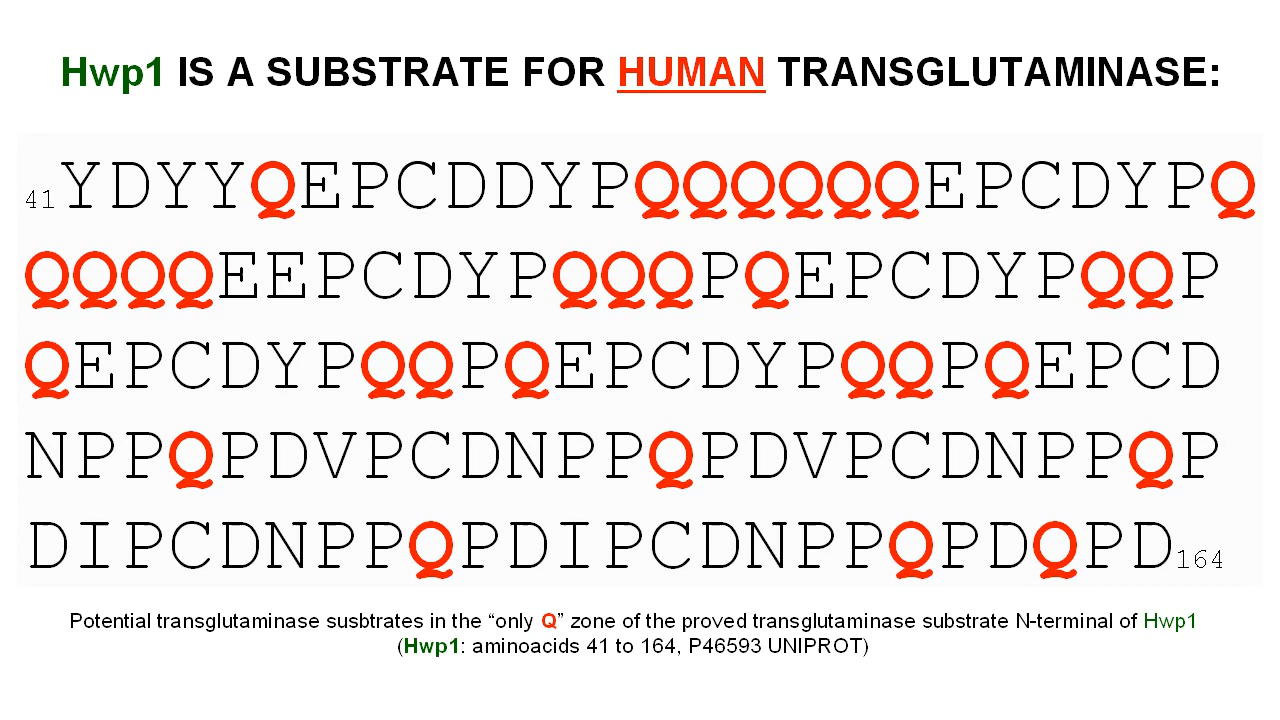 Hwp1 IS A SUBSTRATE FOR HUMAN TRANSGLUTAMINASE:
41YDYYQEPCDDYPQQQQQQEPCDYPQ
QQQQEEPCDYPQQQPQEPCDYPQQP
QEPCDYPQQPQEPCDYPQQPQEPCD
NPPQPDVPCDNPPQPDVPCDNPPQP
DIPCDNPPQPDIPCDNPPQPDQPD164
Potential transglutaminase susbtrates in the “only Q” zone of the proved transglutaminase substrate N-terminal of Hwp1
(Hwp1: aminoacids 41 to 164, P46593 UNIPROT)